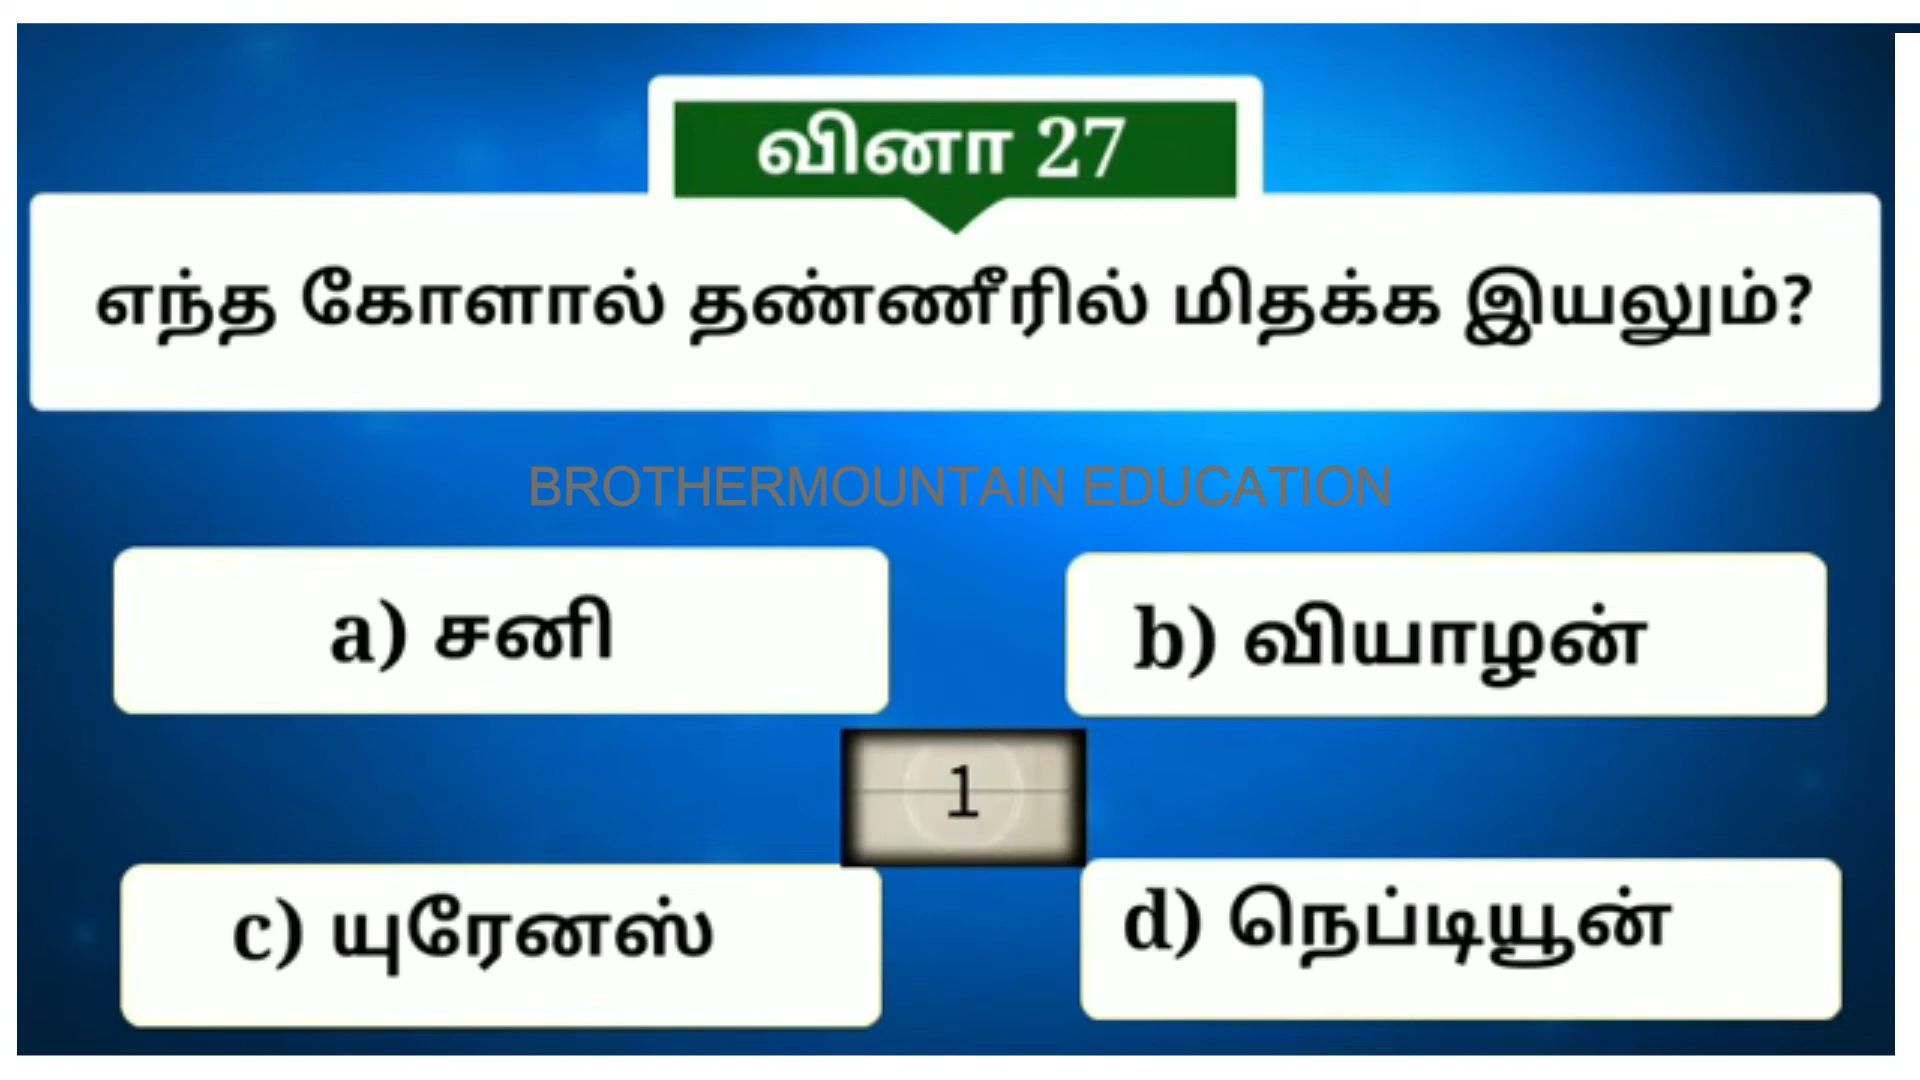 வினா 27
எந்த கோளால் தண்ணீரில் மிதக்க இயலும்?
BROTHERMOUNTAIN EDUCATION
a) சனி
b) வியாழன்
1
c) யுரேனஸ்
d) நெப்டியூன்